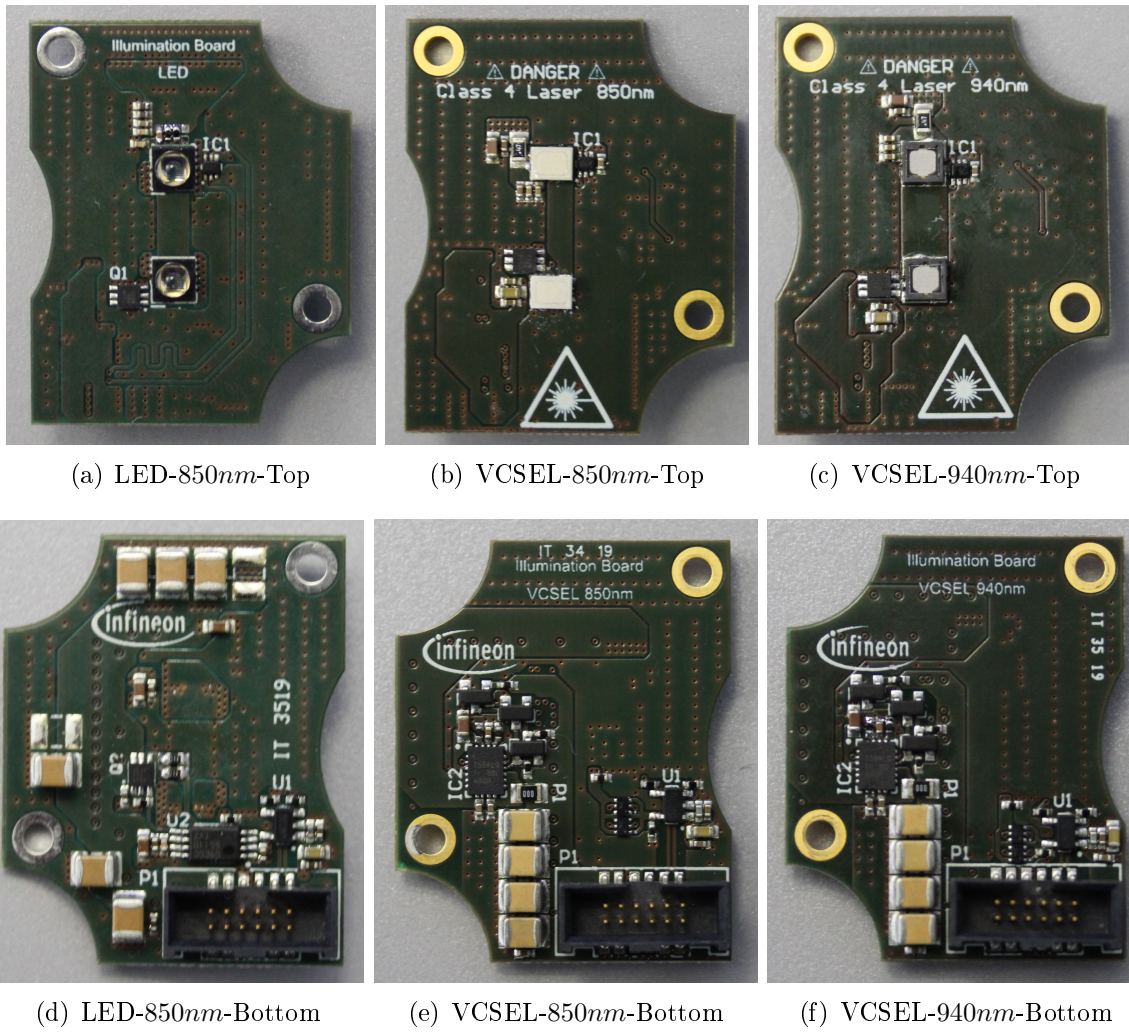 Illumination Board
LED
IC1
Q1
(a) LED-850nm-Top
⚠ DANGER ⚠
Class 4 Laser 850nm
IC1
(b) VCSEL-850nm-Top
⚠ DANGER ⚠
Class 4 Laser 940nm
IC1
(c) VCSEL-940nm-Top
infineon
IT 3519
Q?
U1
U2
P1
(d) LED-850nm-Bottom
IT 34 19
Illumination Board
VCSEL 850nm
infineon
IC2
P1
U1
(e) VCSEL-850nm-Bottom
Illumination Board
VCSEL 940nm
IT 35 19
infineon
IC2
P1
U1
P1
(f) VCSEL-940nm-Bottom